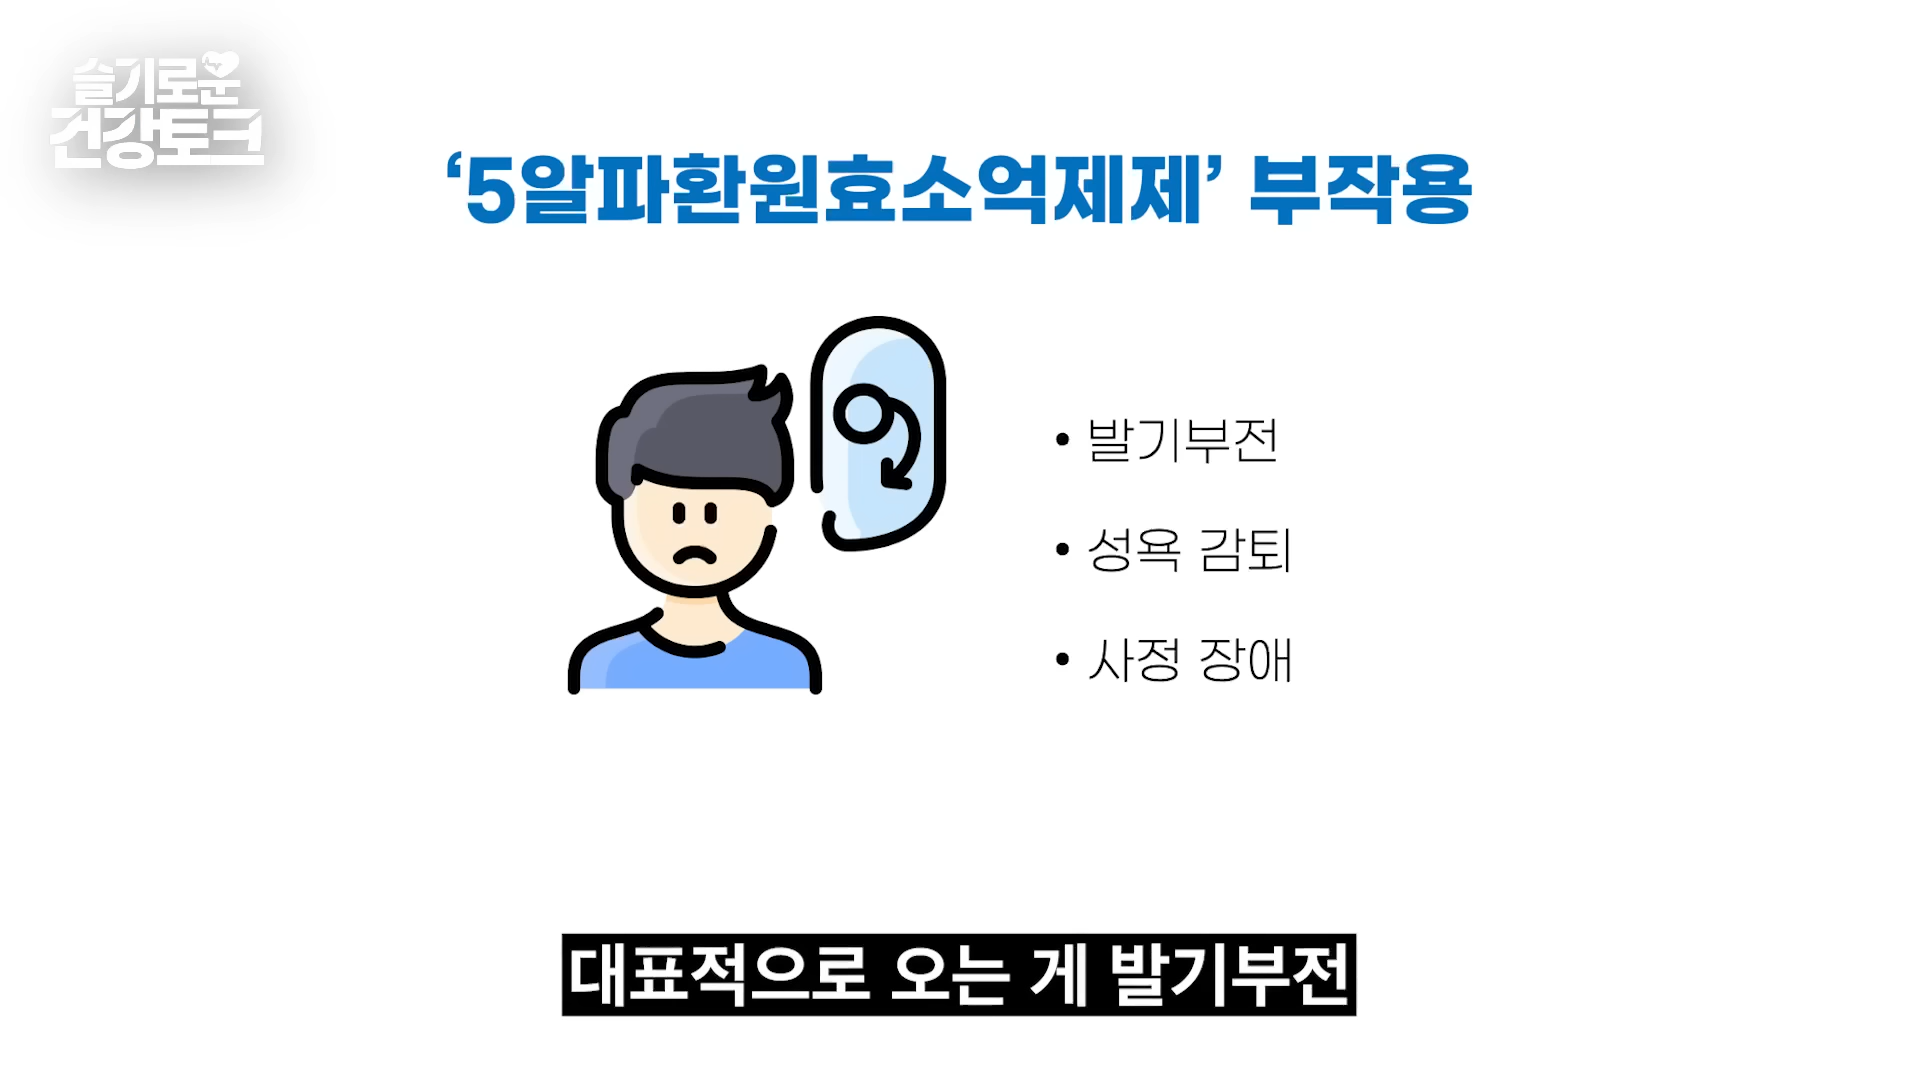 슬기로운
건강토크
‘5알파환원효소억제제’ 부작용
• 발기부전
• 성욕 감퇴
• 사정 장애
대표적으로 오는 게 발기부전